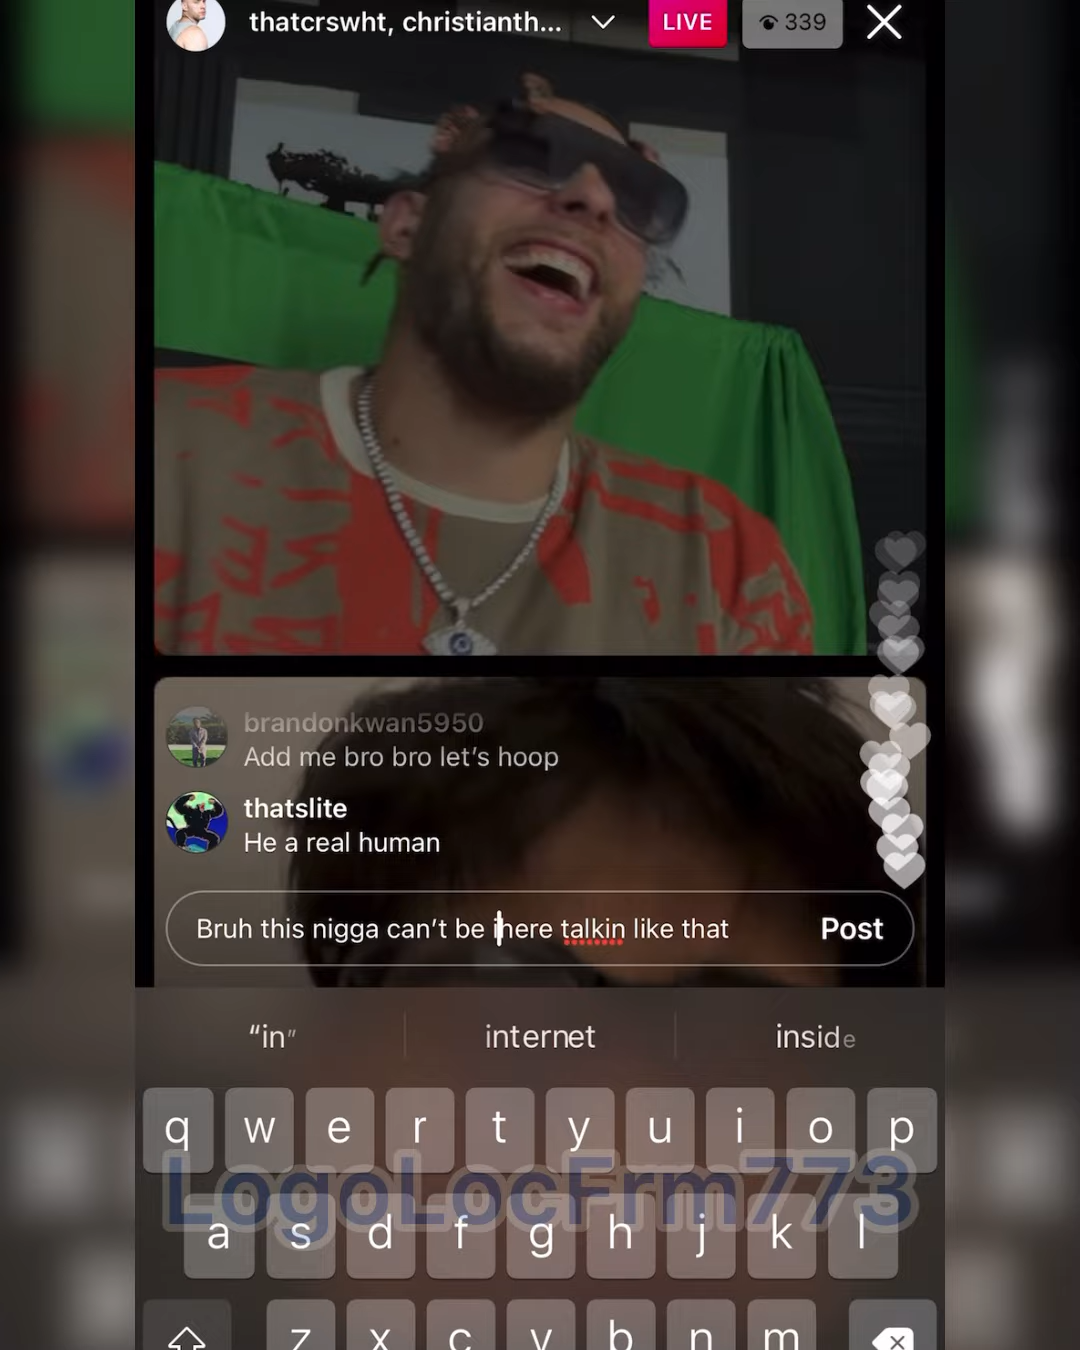 thatcrswht, christianth... LIVE 339
brandonkwan5950
Add me bro bro let’s hoop
thatslite
He a real human
Bruh this nigga can’t be ihere talkin like that Post
“in” internet inside
q w e r t y u i o p
LogoLocFrm773
a s d f g h j k l
z x c v b n m